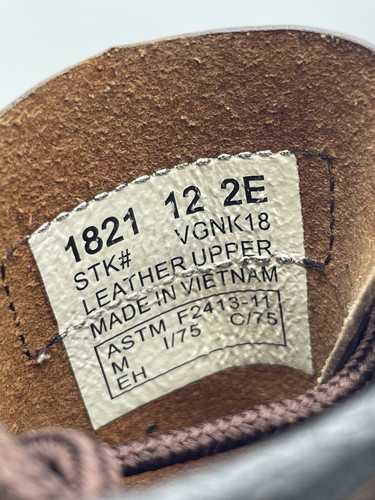 1821 12 2E
STK# VGNK18
LEATHER UPPER
MADE IN VIETNAM
ASTM F2413-11
M I/75 C/75
EH